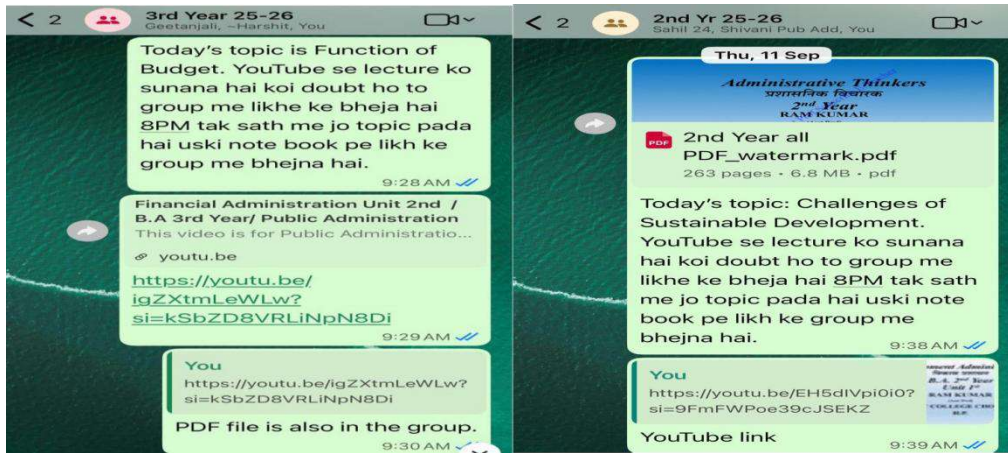 2
3rd Year 25-26
Geetanjali, ~Harshit, You
Today's topic is Function of
Budget. YouTube se lecture ko
sunana hai koi doubt ho to
group me likhe ke bheja hai
8PM tak sath me jo topic pada
hai uski note book pe likh ke
group me bhejna hai.
9:28 AM
Financial Administration Unit 2nd /
B.A 3rd Year/ Public Administration
This video is for Public Administratio...
youtu.be
https://youtu.be/
igZXtmLeWLw?
si=kSbZD8VRLiNpN8Di
9:29 AM
You
https://youtu.be/igZXtmLeWLw?
si=kSbZD8VRLiNpN8Di
PDF file is also in the group.
9:30 AM
2
2nd Yr 25-26
Sahil 24, Shivani Pub Add, You
Thu, 11 Sep
Administrative Thinkers
प्रशासनिक विचारक
2nd Year
RAM KUMAR
PDF
2nd Year all
PDF_watermark.pdf
263 pages • 6.8 MB • pdf
Today's topic: Challenges of
Sustainable Development.
YouTube se lecture ko sunana
hai koi doubt ho to group me
likhe ke bheja hai 8PM tak sath
me jo topic pada hai uski note
book pe likh ke group me
bhejna hai.
9:38 AM
You
https://youtu.be/EH5dIVpi0i0?
si=9FmFWPoe39cJSEKZ
B.A. 2nd Year
Unit 1st
RAM KUMAR
YouTube link
9:39 AM